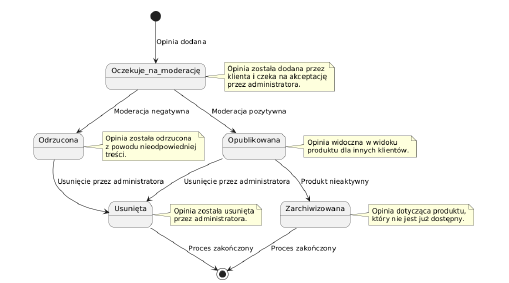 Opinia dodana
Oczekuje_na_moderację
Opinia została dodana przez
klienta i czeka na akceptację
przez administratora.
Moderacja negatywna
Moderacja pozytywna
Odrzucona
Opinia została odrzucona
z powodu nieodpowiedniej
treści.
Opublikowana
Opinia widoczna w widoku
produktu dla innych klientów.
Usunięcie przez administratora
Usunięcie przez administratora
Produkt nieaktywny
Usunięta
Opinia została usunięta
przez administratora.
Zarchiwizowana
Opinia dotycząca produktu,
który nie jest już dostępny.
Proces zakończony
Proces zakończony